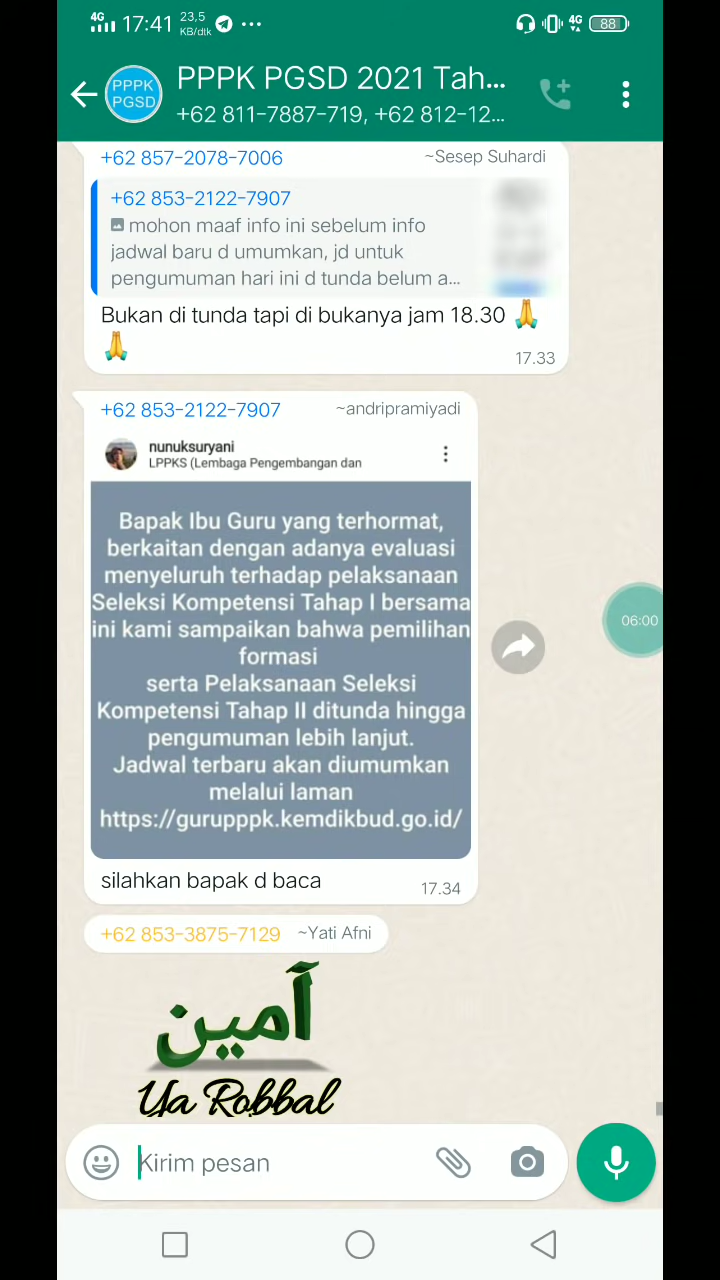 4G 17:41 23,5 KB/dtk ... 4G 88
PPPK PGSD
PPPK PGSD 2021 Tah...
+62 811-7887-719, +62 812-12...
+62 857-2078-7006 ~Sesep Suhardi
+62 853-2122-7907
mohon maaf info ini sebelum info
jadwal baru d umumkan, jd untuk
pengumuman hari ini d tunda belum a...
Bukan di tunda tapi di bukanya jam 18.30 🙏
🙏
17.33
+62 853-2122-7907 ~andripramiyadi
nunuksuryani
LPPKS (Lembaga Pengembangan dan
Bapak Ibu Guru yang terhormat,
berkaitan dengan adanya evaluasi
menyeluruh terhadap pelaksanaan
Seleksi Kompetensi Tahap I bersama
ini kami sampaikan bahwa pemilihan
formasi
serta Pelaksanaan Seleksi
Kompetensi Tahap II ditunda hingga
pengumuman lebih lanjut.
Jadwal terbaru akan diumumkan
melalui laman
https://gurupppk.kemdikbud.go.id/
06:00
silahkan bapak d baca
17.34
+62 853-3875-7129 ~Yati Afni
آمين
Ya Robbal
Kirim pesan